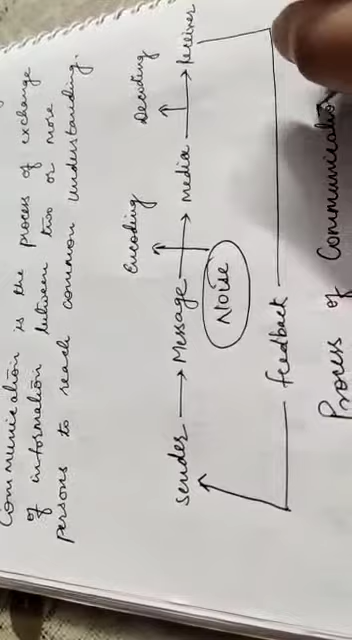 Communication is the process of exchange
of information between two or more
persons to reach common understanding.
Encoding
Decoding
Sender → Message → Media → Receiver
Noise
Feedback
Process of Communication